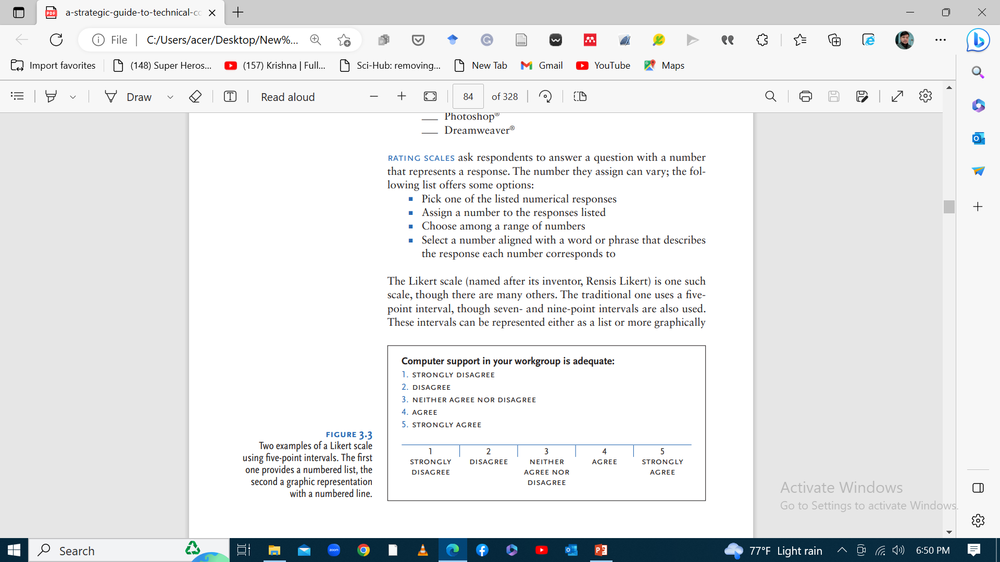 a-strategic-guide-to-technical-cc
File
C:/Users/acer/Desktop/New%...
Import favorites
(148) Super Heros...
(157) Krishna | Full...
Sci-Hub: removing...
New Tab
Gmail
YouTube
Maps
Draw
Read aloud
84
of 328
Photoshop®
Dreamweaver®
RATING SCALES ask respondents to answer a question with a number
that represents a response. The number they assign can vary; the fol-
lowing list offers some options:
Pick one of the listed numerical responses
Assign a number to the responses listed
Choose among a range of numbers
Select a number aligned with a word or phrase that describes
the response each number corresponds to
The Likert scale (named after its inventor, Rensis Likert) is one such
scale, though there are many others. The traditional one uses a five-
point interval, though seven- and nine-point intervals are also used.
These intervals can be represented either as a list or more graphically
Computer support in your workgroup is adequate:
1. STRONGLY DISAGREE
2. DISAGREE
3. NEITHER AGREE NOR DISAGREE
4. AGREE
5. STRONGLY AGREE
1 2 3 4 5
STRONGLY DISAGREE NEITHER AGREE STRONGLY
DISAGREE AGREE NOR AGREE
DISAGREE
FIGURE 3.3
Two examples of a Likert scale
using five-point intervals. The first
one provides a numbered list, the
second a graphic representation
with a numbered line.
Activate Windows
Go to Settings to activate Windows.
Search
zoom
77°F Light rain
6:50 PM